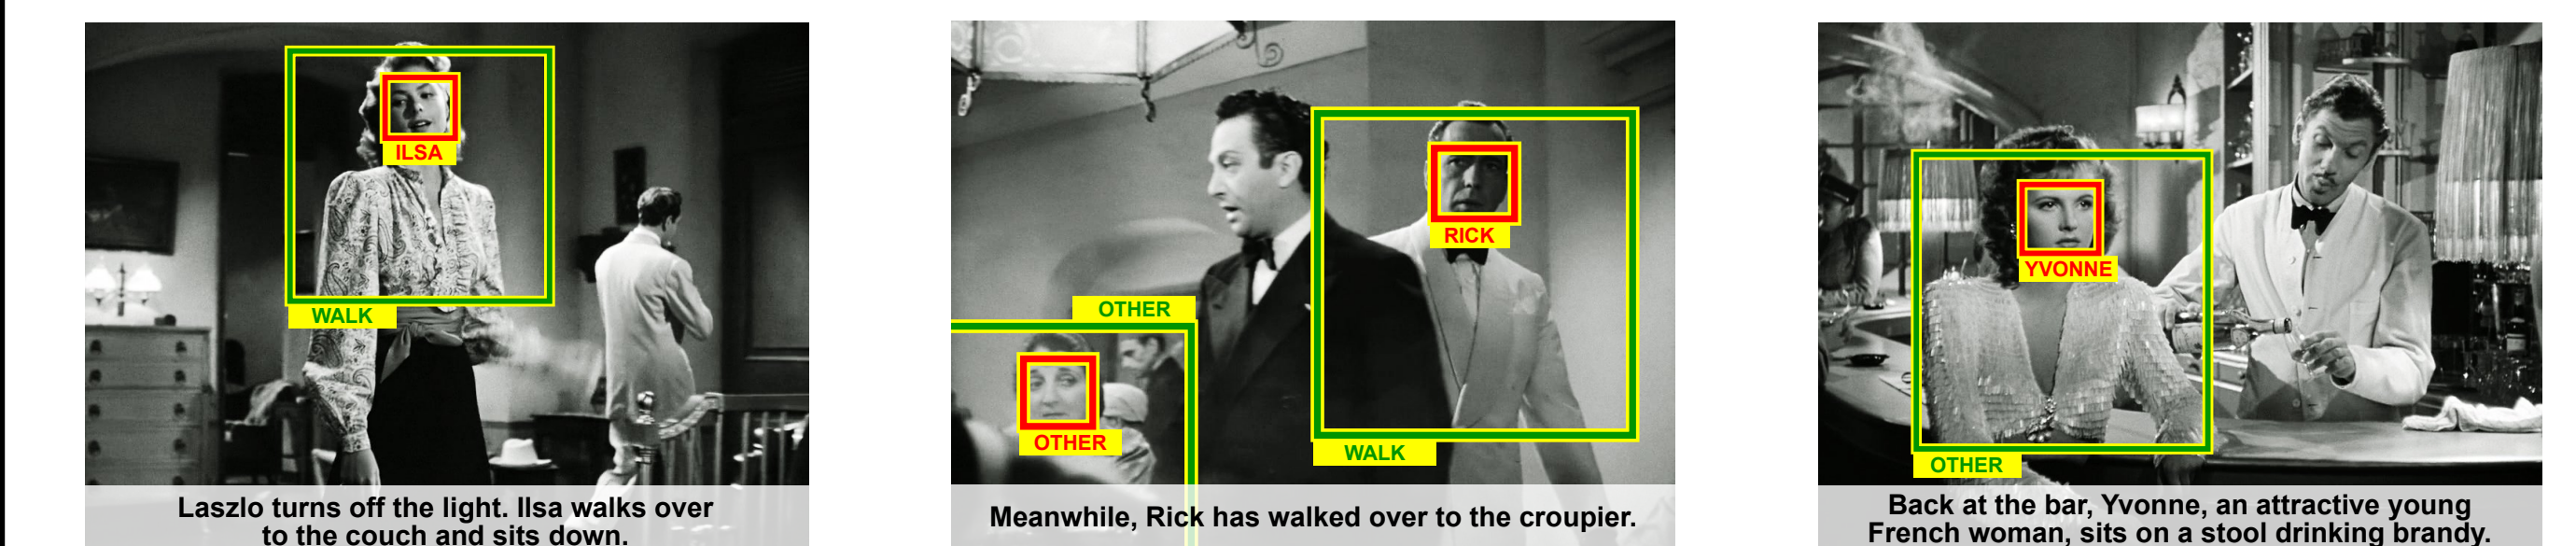 ILSA
WALK
Laszlo turns off the light. Ilsa walks over
to the couch and sits down.
OTHER
RICK
OTHER
WALK
Meanwhile, Rick has walked over to the croupier.
YVONNE
OTHER
Back at the bar, Yvonne, an attractive young
French woman, sits on a stool drinking brandy.